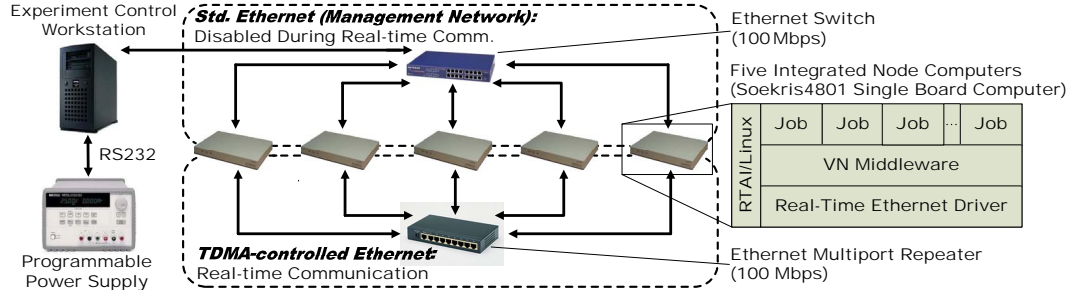 Experiment Control
Workstation
RS232
Programmable
Power Supply
Std. Ethernet (Management Network):
Disabled During Real-time Comm.
TDMA-controlled Ethernet:
Real-time Communication
Ethernet Switch
(100 Mbps)
Five Integrated Node Computers
(Soekris4801 Single Board Computer)
RTAI/Linux
Job Job Job ... Job
VN Middleware
Real-Time Ethernet Driver
Ethernet Multiport Repeater
(100 Mbps)